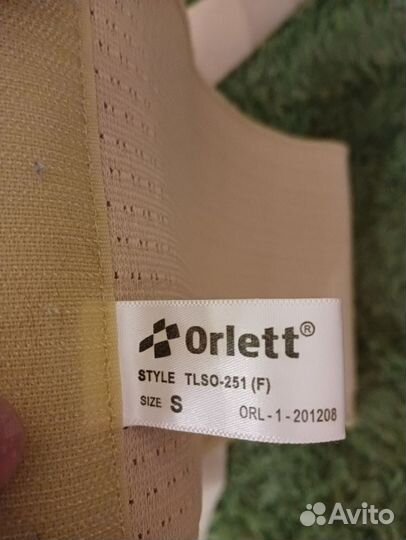 Orlett®
STYLE TLSO-251 (F)
SIZE S
ORL-1-201208
Avito